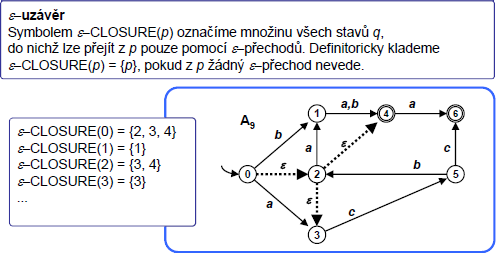 ε–uzávěr
Symbolem ε–CLOSURE(p) označíme množinu všech stavů q,
do nichž lze přejít z p pouze pomocí ε–přechodů. Definitoricky klademe
ε–CLOSURE(p) = {p}, pokud z p žádný ε–přechod nevede.
ε–CLOSURE(0) = {2, 3, 4}
ε–CLOSURE(1) = {1}
ε–CLOSURE(2) = {3, 4}
ε–CLOSURE(3) = {3}
...
A9
1
a,b
4
a
6
b
a
ε
c
0
ε
2
b
5
a
ε
c
3